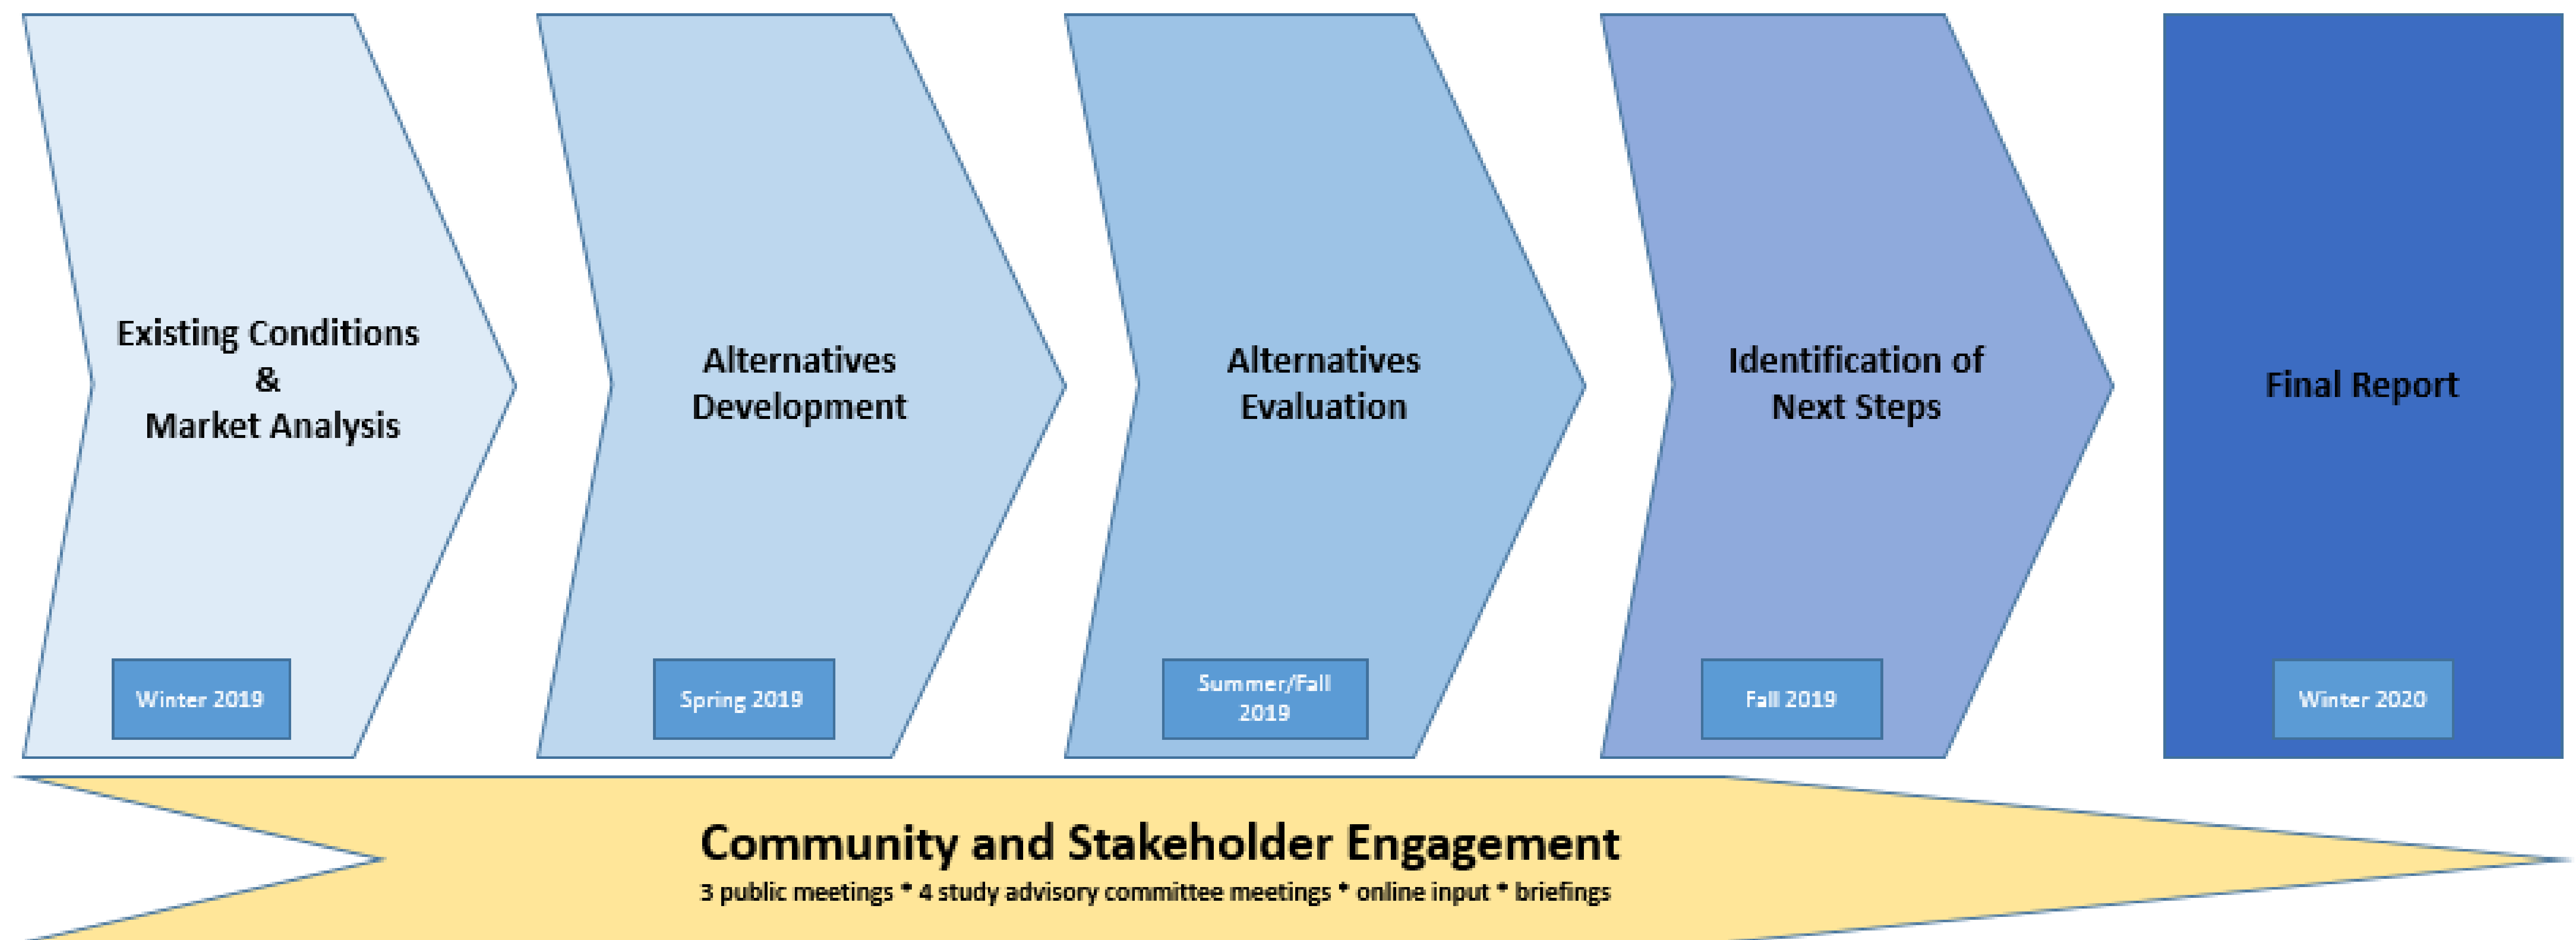 Existing Conditions
&
Market Analysis
Winter 2019
Alternatives
Development
Spring 2019
Alternatives
Evaluation
Summer/Fall
2019
Identification of
Next Steps
Fall 2019
Final Report
Winter 2020
Community and Stakeholder Engagement
3 public meetings * 4 study advisory committee meetings * online input * briefings